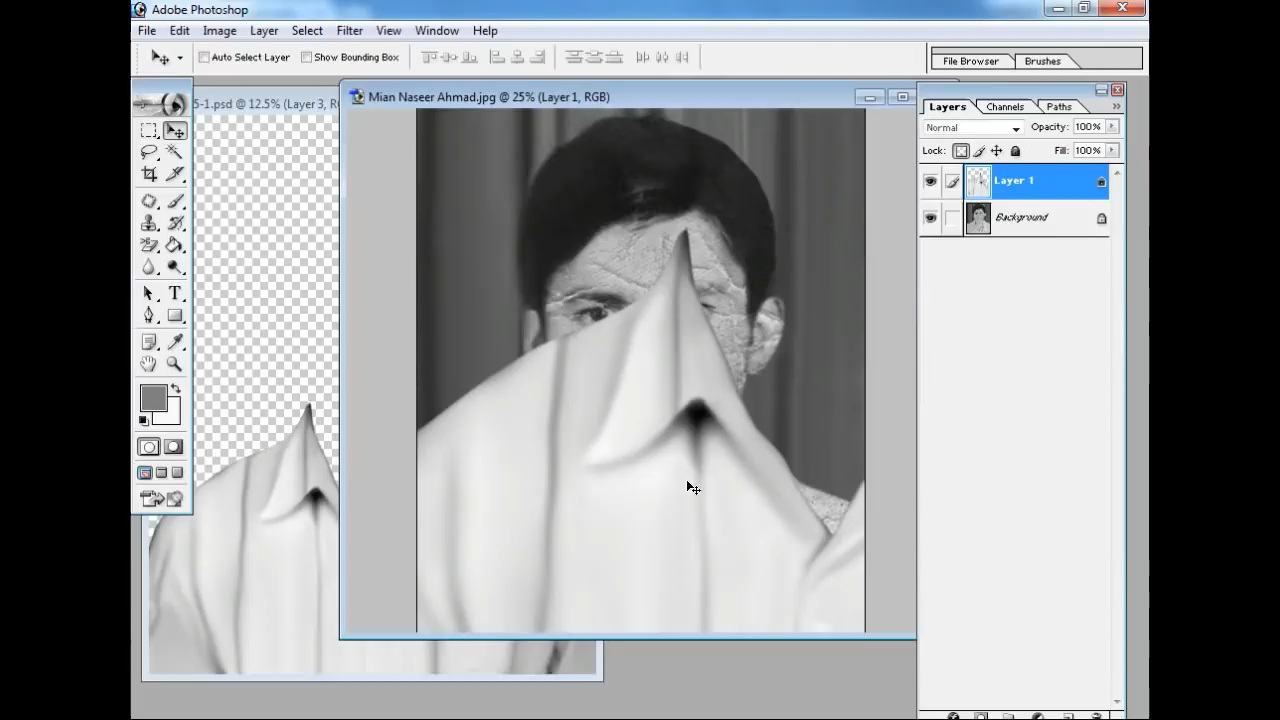 Adobe Photoshop
File Edit Image Layer Select Filter View Window Help
Auto Select Layer Show Bounding Box File Browser Brushes
5-1.psd @ 12.5% (Layer 3,
Mian Naseer Ahmad.jpg @ 25% (Layer 1, RGB)
Layers Channels Paths
Normal Opacity: 100%
Lock: Fill: 100%
Layer 1
Background
T